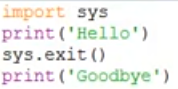 import sys
print('Hello')
sys.exit()
print('Goodbye')